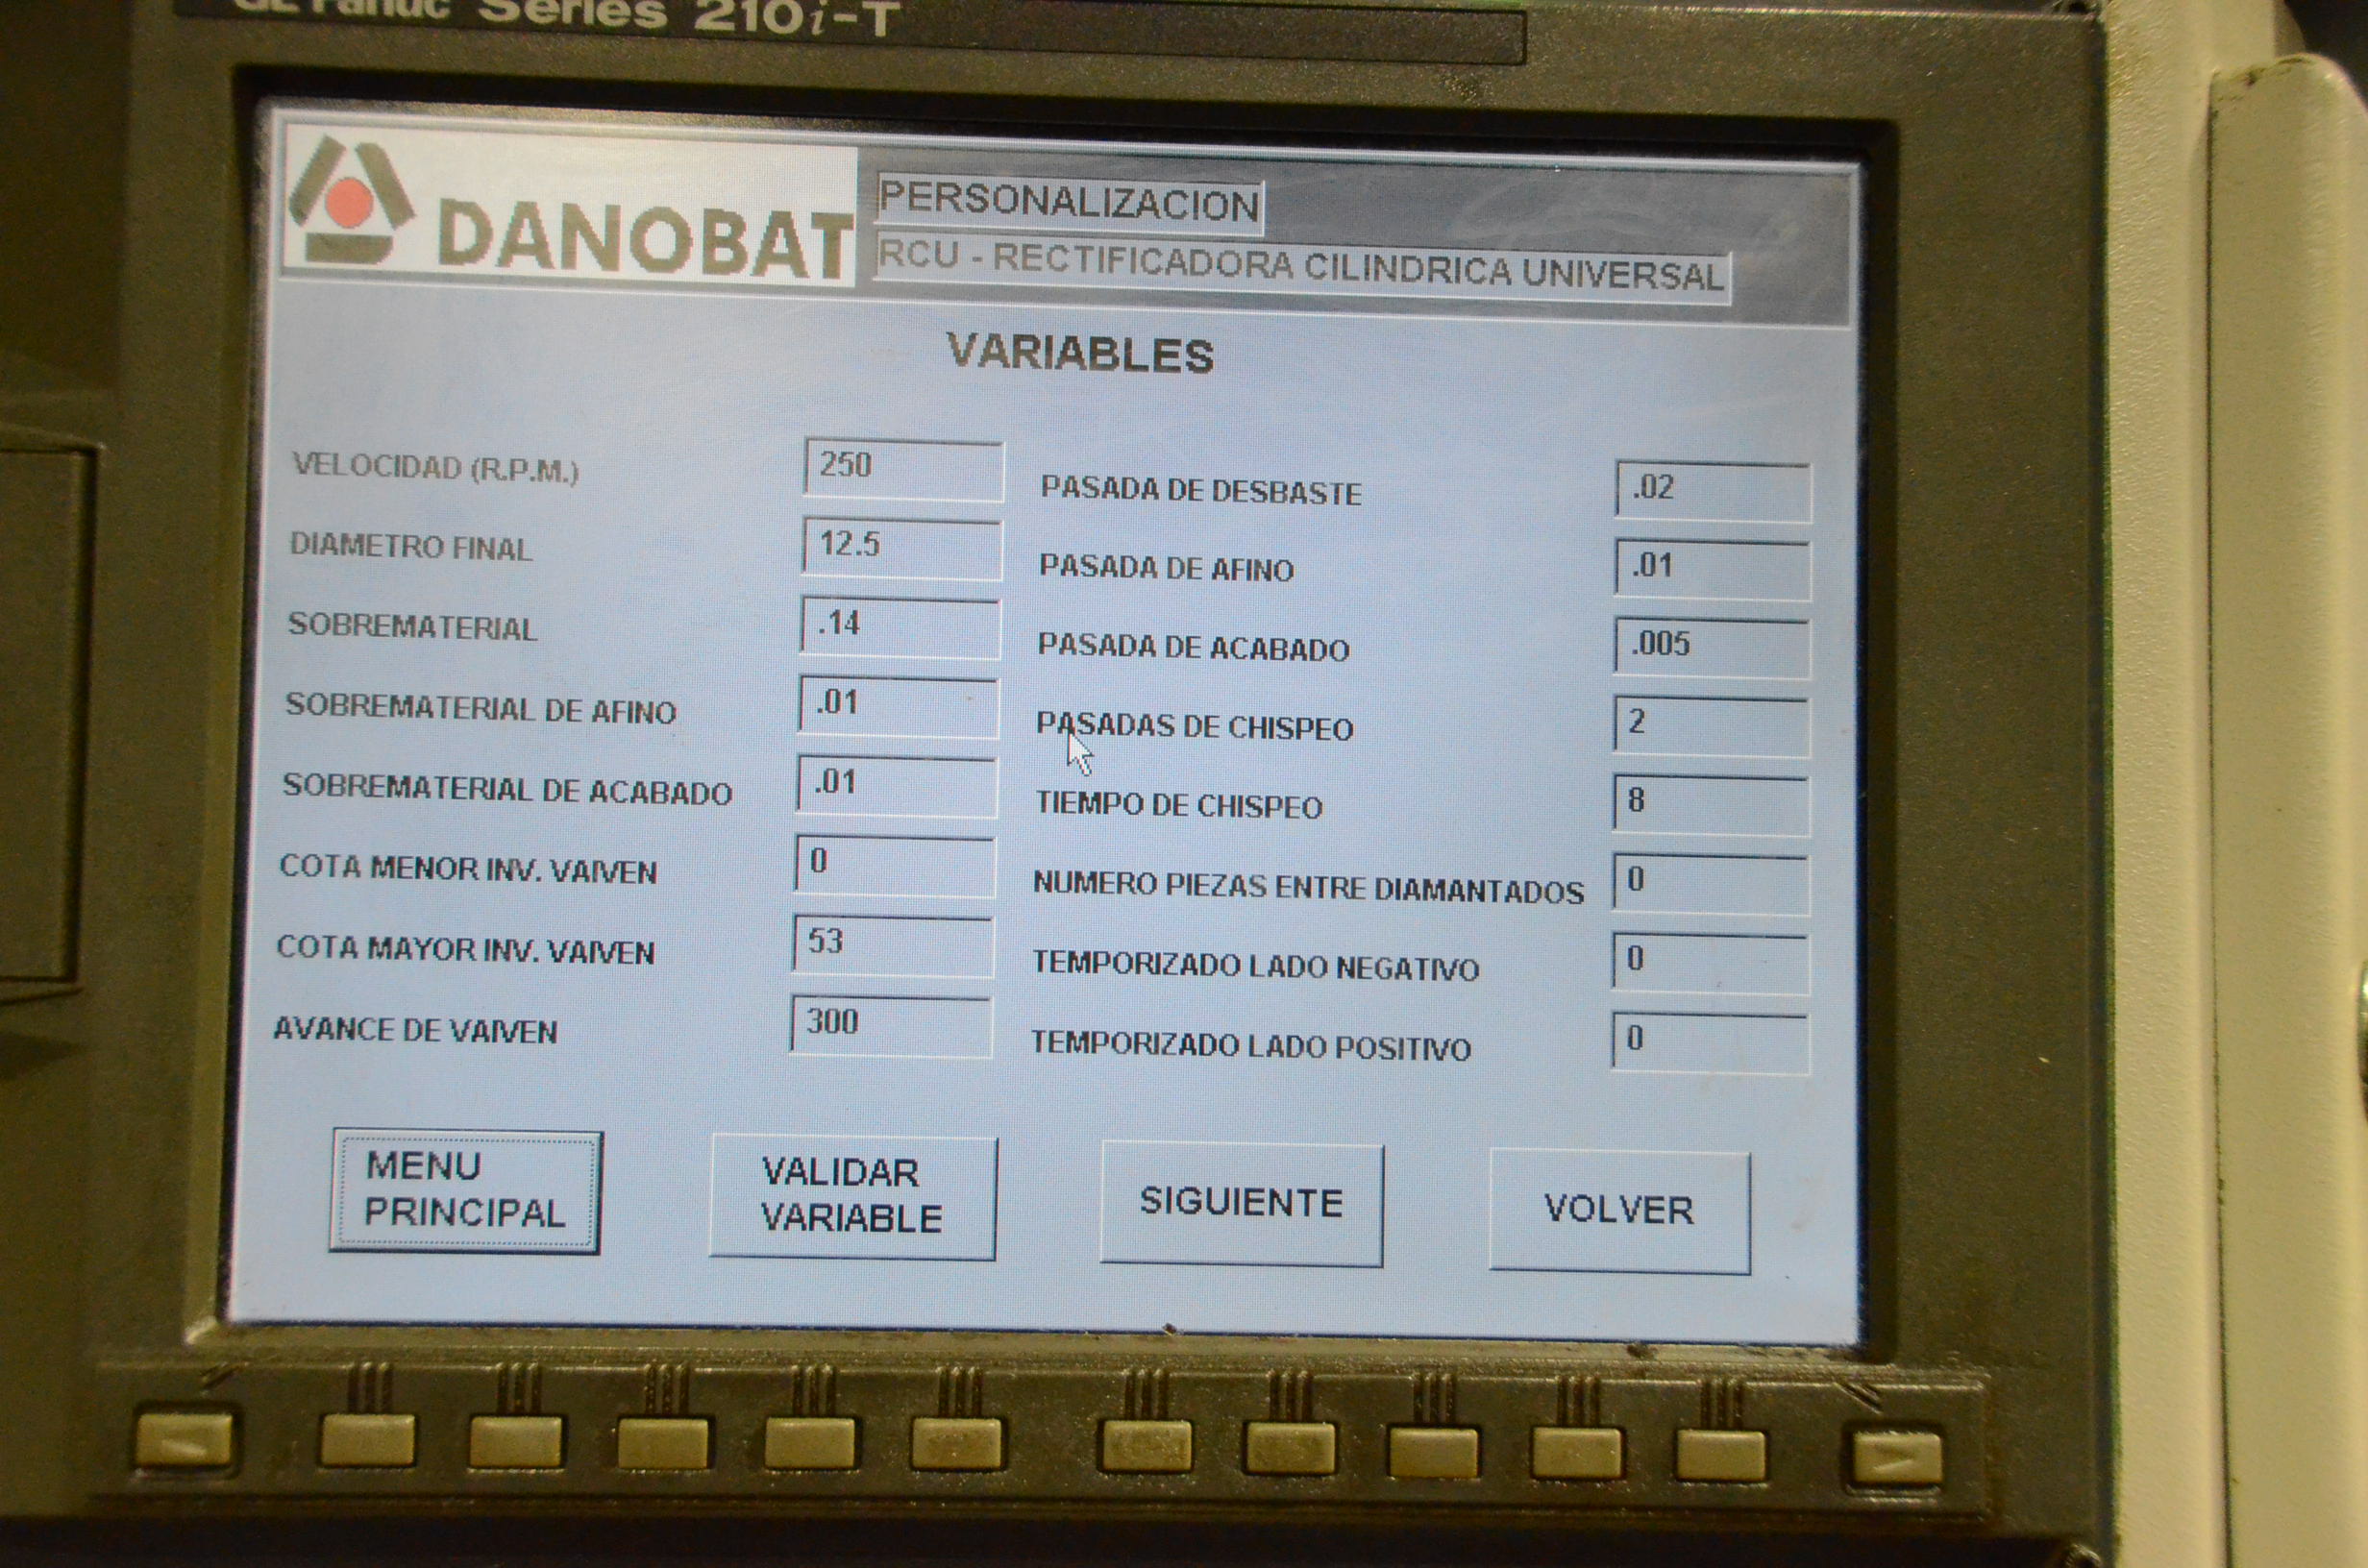 GE Fanuc Series 210i-T
DANOBAT
PERSONALIZACION
RCU - RECTIFICADORA CILINDRICA UNIVERSAL
VARIABLES
VELOCIDAD (R.P.M.) 250
DIAMETRO FINAL 12.5
SOBREMATERIAL .14
SOBREMATERIAL DE AFINO .01
SOBREMATERIAL DE ACABADO .01
COTA MENOR INV. VAIVEN 0
COTA MAYOR INV. VAIVEN 53
AVANCE DE VAIVEN 300
PASADA DE DESBASTE .02
PASADA DE AFINO .01
PASADA DE ACABADO .005
PASADAS DE CHISPEO 2
TIEMPO DE CHISPEO 8
NUMERO PIEZAS ENTRE DIAMANTADOS 0
TEMPORIZADO LADO NEGATIVO 0
TEMPORIZADO LADO POSITIVO 0
MENU
PRINCIPAL
VALIDAR
VARIABLE
SIGUIENTE
VOLVER